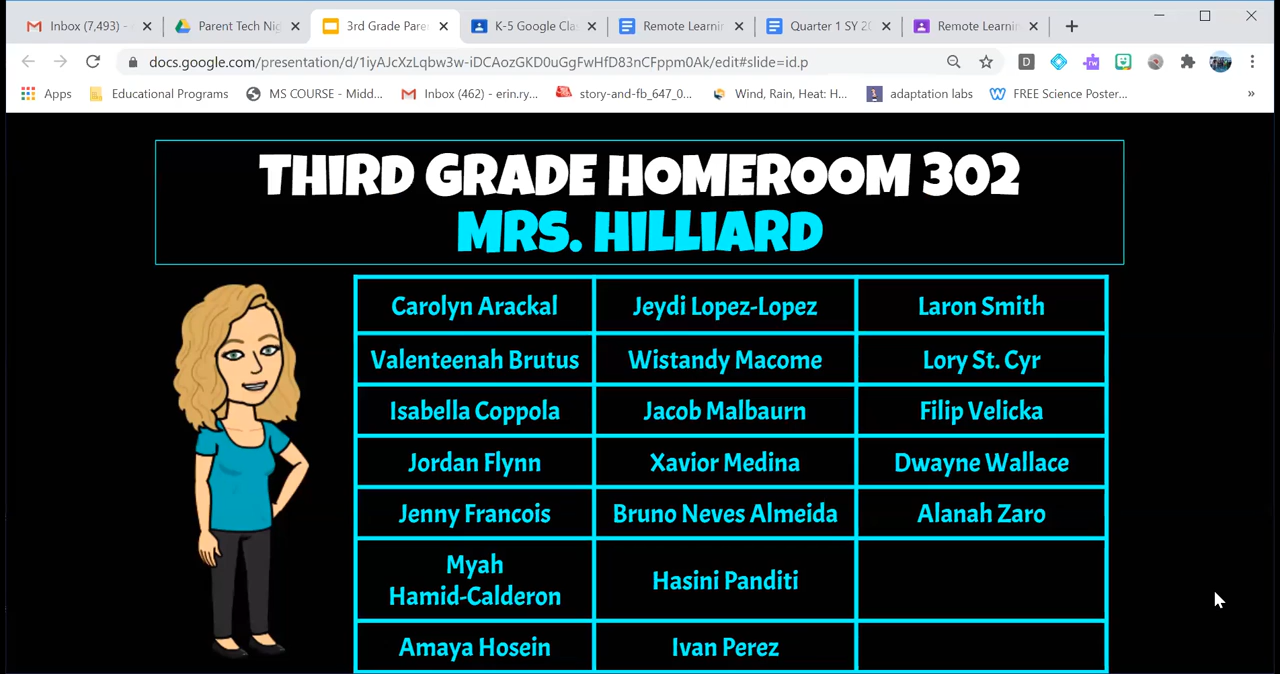 Inbox (7,493) - e
Parent Tech Nig
3rd Grade Pare
K-5 Google Cla
Remote Learnin
Quarter 1 SY 20
Remote Learnin
docs.google.com/presentation/d/1iyAJcXzLqbw3w-iDCAozGKD0uGgFwHfD83nCFppm0Ak/edit#slide=id.p
Apps
Educational Programs
MS COURSE - Midd...
Inbox (462) - erin.ry...
story-and-fb_647_0...
Wind, Rain, Heat: H...
adaptation labs
FREE Science Poster...
THIRD GRADE HOMEROOM 302
MRS. HILLIARD
Carolyn Arackal
Jeydi Lopez-Lopez
Laron Smith
Valenteenah Brutus
Wistandy Macome
Lory St. Cyr
Isabella Coppola
Jacob Malbaurn
Filip Velicka
Jordan Flynn
Xavior Medina
Dwayne Wallace
Jenny Francois
Bruno Neves Almeida
Alanah Zaro
Myah
Hamid-Calderon
Hasini Panditi
Amaya Hosein
Ivan Perez